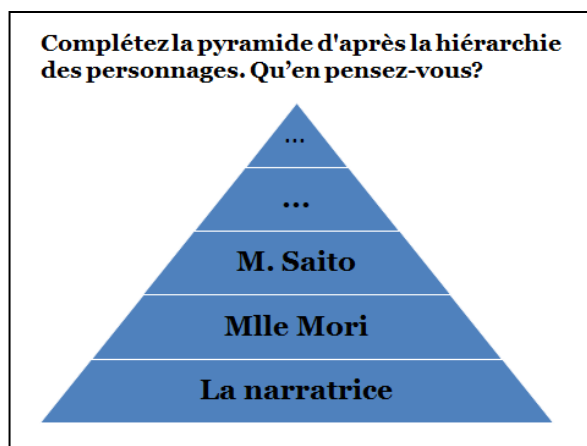 Complétez la pyramide d'après la hiérarchie
des personnages. Qu’en pensez-vous?
...
...
M. Saito
Mlle Mori
La narratrice